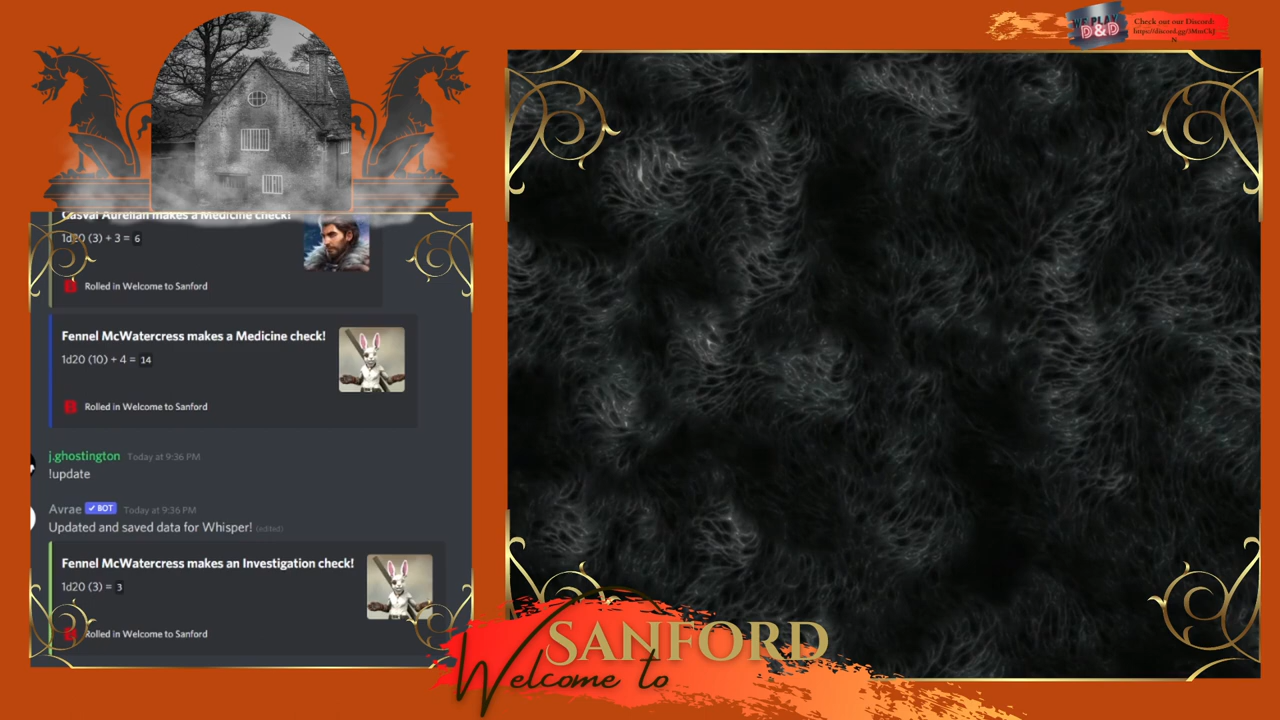 WE PLAY
D&D
Check out our Discord:
Casval Aurelian makes a Medicine check!
1d20 (3) + 3 = 6
Rolled in Welcome to Sanford
Fennel McWatercress makes a Medicine check!
1d20 (10) + 4 = 14
Rolled in Welcome to Sanford
j.ghostington Today at 9:36 PM
!update
Avrae ✓ BOT Today at 9:36 PM
Updated and saved data for Whisper! (edited)
Fennel McWatercress makes an Investigation check!
1d20 (3) = 3
Rolled in Welcome to Sanford
Welcome to
SANFORD